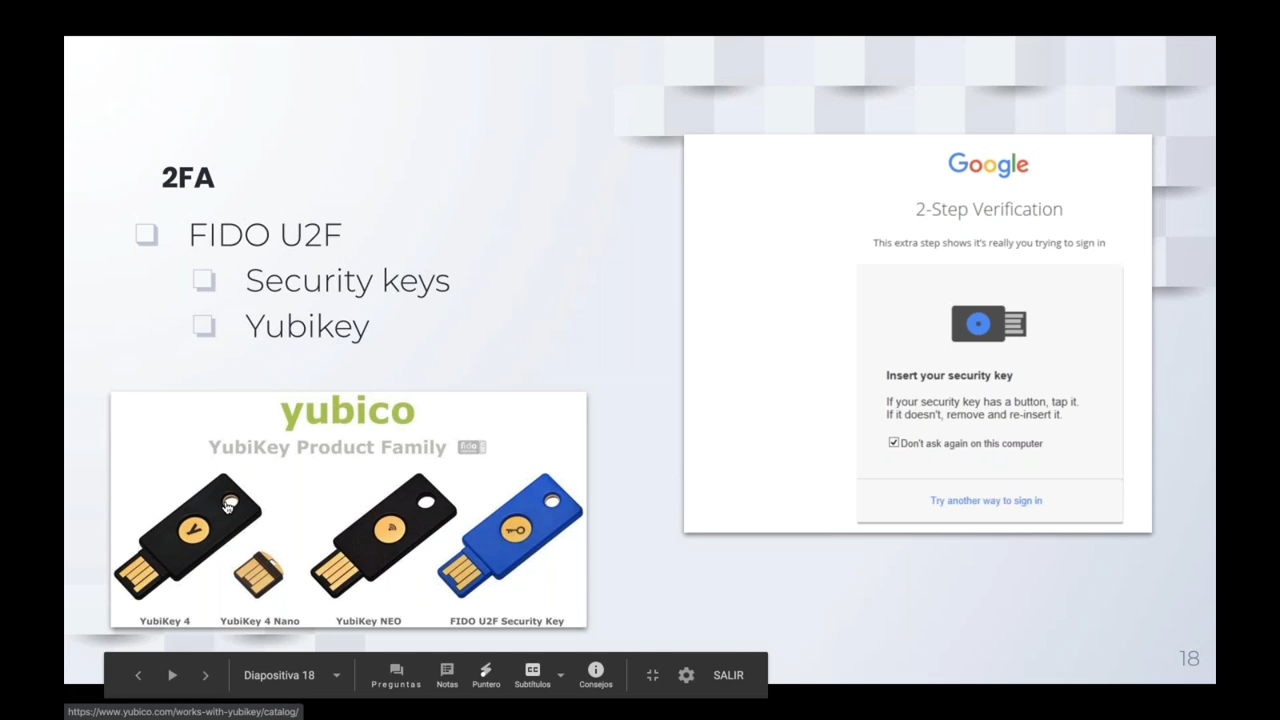 2FA
FIDO U2F
Security keys
Yubikey
yubico
YubiKey Product Family fido
YubiKey 4
YubiKey 4 Nano
YubiKey NEO
FIDO U2F Security Key
Google
2-Step Verification
This extra step shows it's really you trying to sign in
Insert your security key
If your security key has a button, tap it.
If it doesn't, remove and re-insert it.
Don't ask again on this computer
Try another way to sign in
18
Diapositiva 18
Preguntas
Notas
Puntero
CC
Subtítulos
Consejos
SALIR
https://www.yubico.com/works-with-yubikey/catalog/